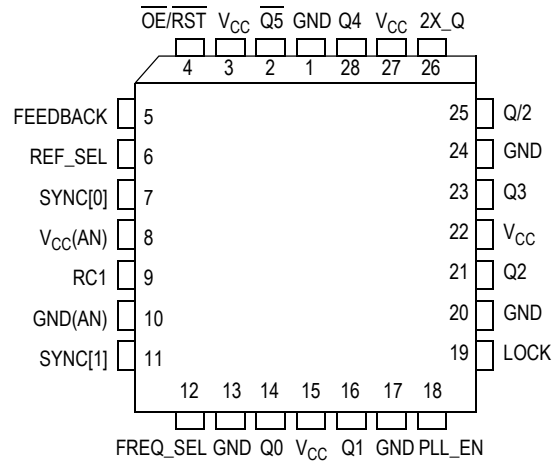 O̅E̅/R̅S̅T̅ VCC Q̅5̅ GND Q4 VCC 2X_Q
4 3 2 1 28 27 26
FEEDBACK 5 25 Q/2
REF_SEL 6 24 GND
SYNC[0] 7 23 Q3
VCC(AN) 8 22 VCC
RC1 9 21 Q2
GND(AN) 10 20 GND
SYNC[1] 11 19 LOCK
12 13 14 15 16 17 18
FREQ_SEL GND Q0 VCC Q1 GND PLL_EN